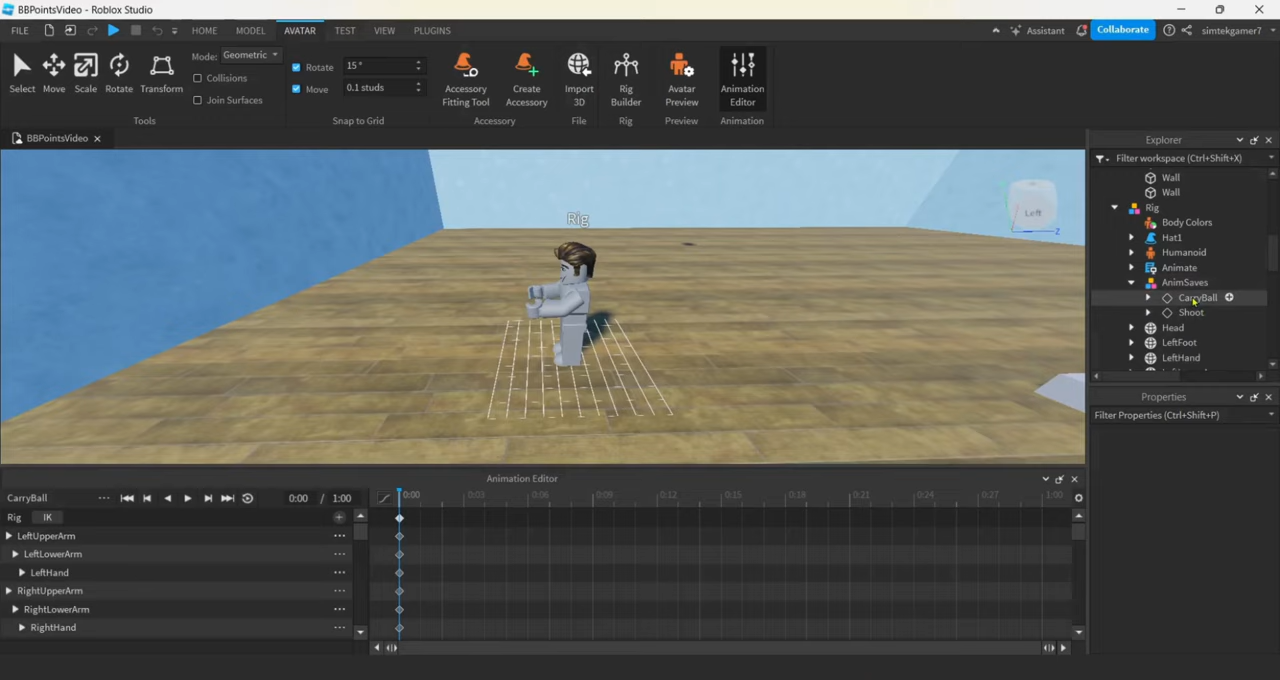 BBPointsVideo - Roblox Studio
FILE HOME MODEL AVATAR TEST VIEW PLUGINS Assistant Collaborate simtekgamer7
Select Move Scale Rotate Transform
Mode: Geometric
Collisions
Join Surfaces
Tools
Rotate 15 °
Move 0.1 studs
Snap to Grid
Accessory Fitting Tool
Create Accessory
Accessory
Import 3D
File
Rig Builder
Rig
Avatar Preview
Preview
Animation Editor
Animation
BBPointsVideo
Rig
Left
Z
Explorer
Filter workspace (Ctrl+Shift+X)
Wall
Wall
Rig
Body Colors
Hat1
Humanoid
Animate
AnimSaves
CarryBall
Shoot
Head
LeftFoot
LeftHand
Properties
Filter Properties (Ctrl+Shift+P)
Animation Editor
CarryBall 0:00 / 1:00
0:00 0:03 0:06 0:09 0:12 0:15 0:18 0:21 0:24 0:27 1:00
Rig IK
LeftUpperArm
LeftLowerArm
LeftHand
RightUpperArm
RightLowerArm
RightHand